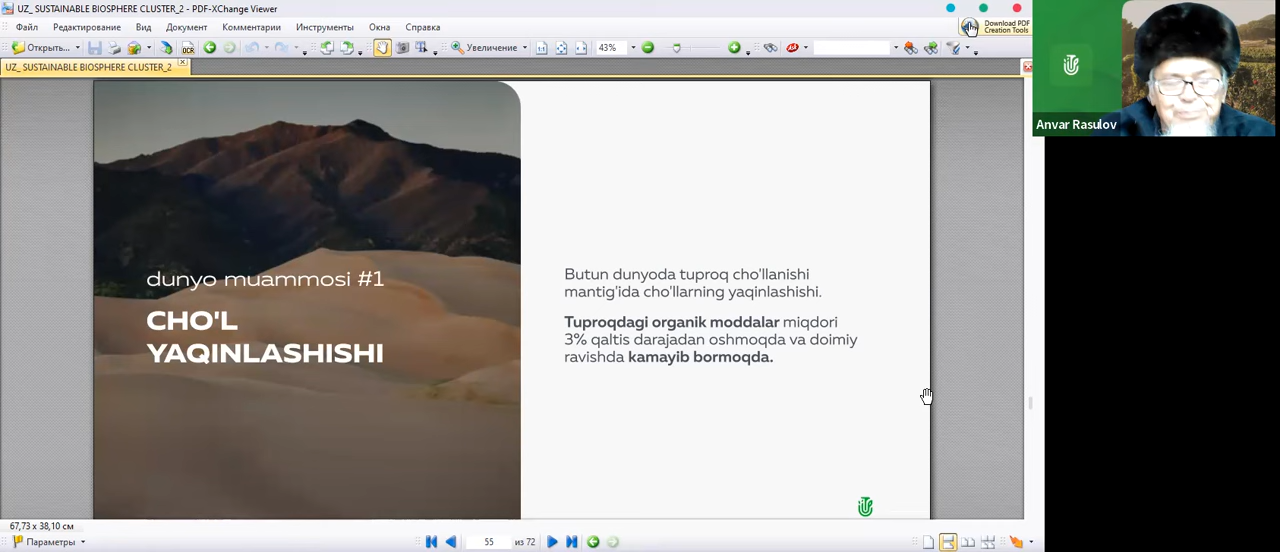 UZ_ SUSTAINABLE BIOSPHERE CLUSTER_2 - PDF-XChange Viewer
Файл Редактирование Вид Документ Комментарии Инструменты Окна Справка
Download PDF
Creation Tools
Открыть... OCR Увеличение 43%
UZ_ SUSTAINABLE BIOSPHERE CLUSTER_2
Anvar Rasulov
dunyo muammosi #1
CHO'L
YAQINLASHISHI
Butun dunyoda tuproq cho'llanishi
mantig'ida cho'llarning yaqinlashishi.
Tuproqdagi organik moddalar miqdori
3% qaltis darajadan oshmoqda va doimiy
ravishda kamayib bormoqda.
67,73 x 38,10 см
Параметры 55 из 72